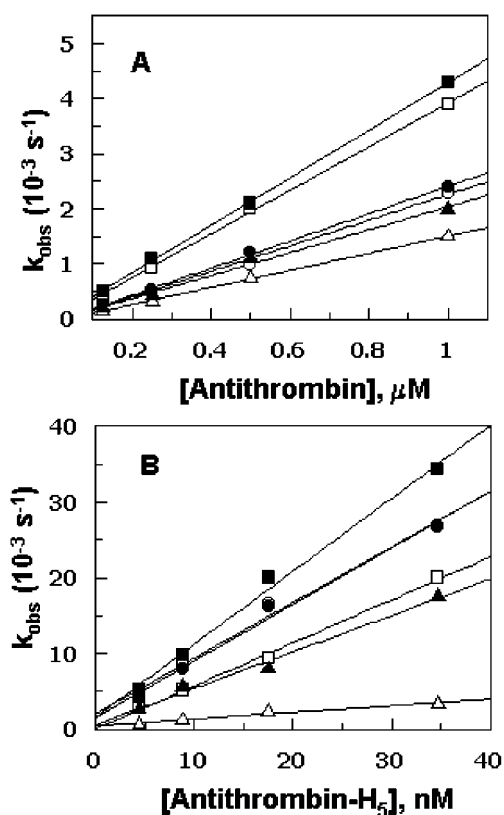 A
5
4
3
2
1
0
k_obs (10⁻³ s⁻¹)
0.2 0.4 0.6 0.8 1
[Antithrombin], μM
B
40
30
20
10
0
k_obs (10⁻³ s⁻¹)
0 10 20 30 40
[Antithrombin-H₅], nM